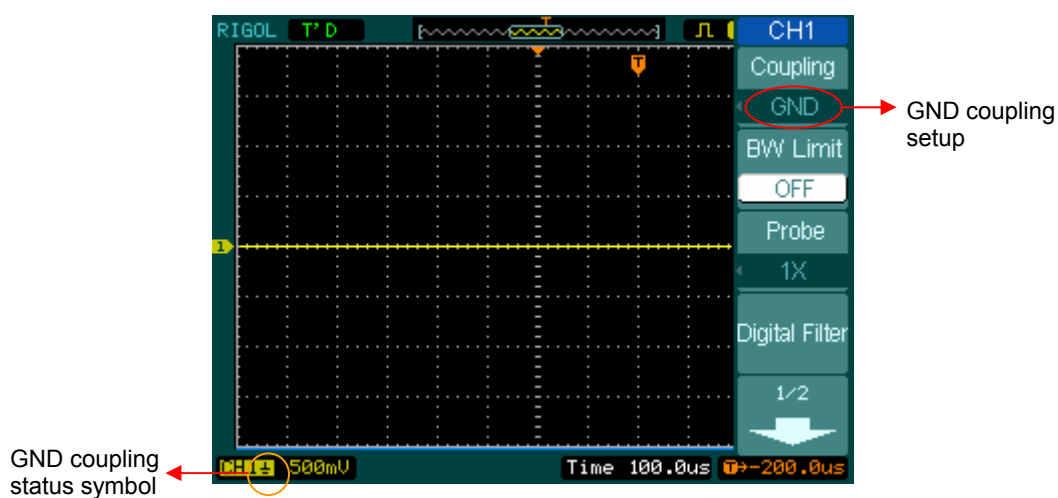 RIGOL T'D T CH1
T Coupling
GND
GND coupling
setup
BW Limit
OFF
Probe
1
1X
Digital Filter
1/2
GND coupling
status symbol
CH1 500mV Time 100.0us T→-200.0us